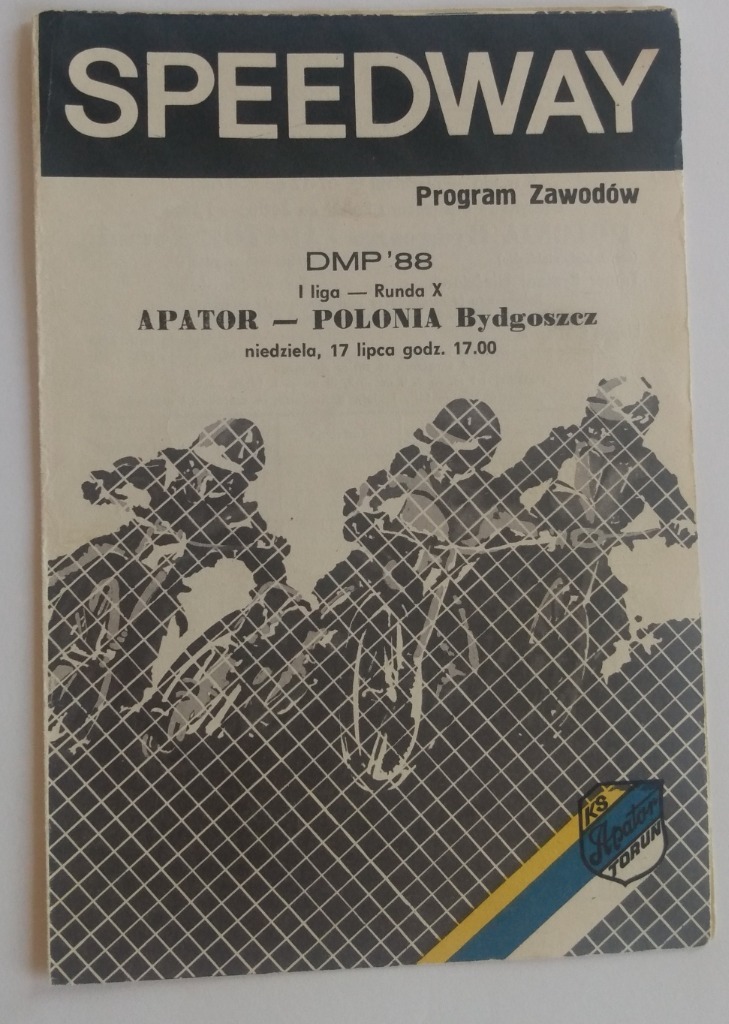 SPEEDWAY
Program Zawodów
DMP '88
I liga — Runda X
APATOR — POLONIA Bydgoszcz
niedziela, 17 lipca godz. 17.00
KS
Apator
TORUŃ